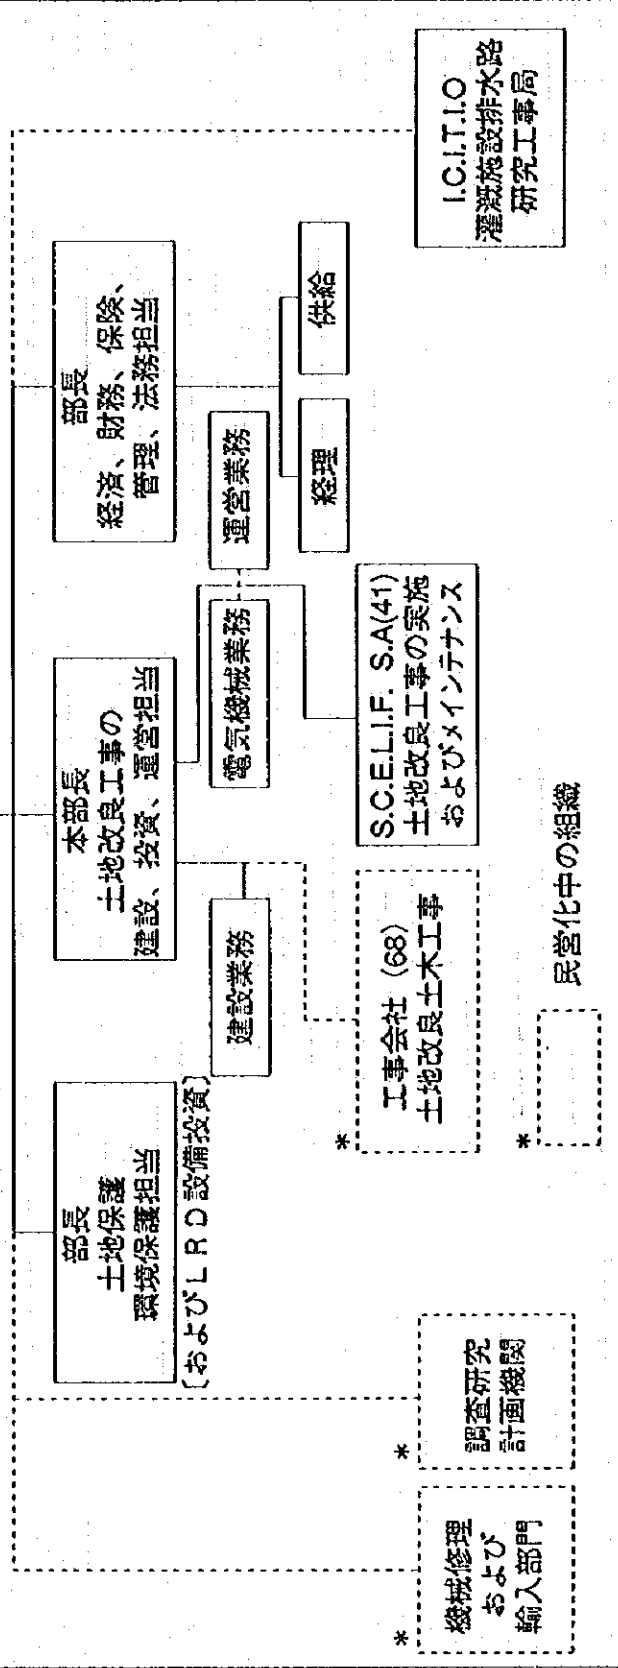 部長
土地保護
環境保護担当
(およびLRD設備投資)
本部長
土地改良工事の
建設、投資、運営担当
部長
経済、財務、保険、
管理、法務担当
建設業務
電気機械業務
運営業務
経理
供給
*
機械修理
および
輸入部門
*
調査研究
計画機関
*
工事会社 (68)
土地改良土木工事
S.C.E.L.I.F. S.A(41)
土地改良工事の実施
およびメインテナンス
I.C.I.T.I.O
灌漑施設排水路
研究工事局
*
民営化中の組織